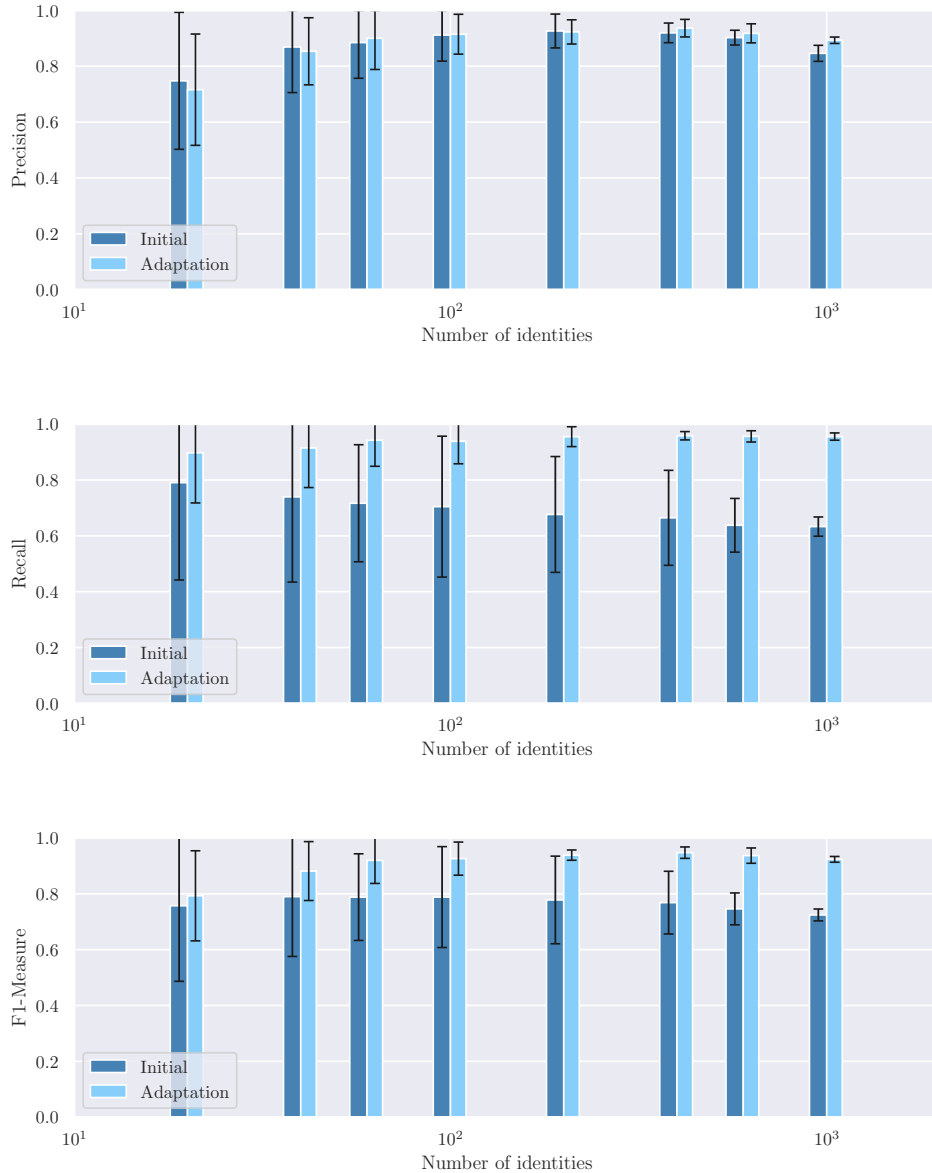 1.0
0.8
0.6
0.4
0.2
0.0
Precision
Initial
Adaptation
10¹ 10² 10³
Number of identities
1.0
0.8
0.6
0.4
0.2
0.0
Recall
Initial
Adaptation
10¹ 10² 10³
Number of identities
1.0
0.8
0.6
0.4
0.2
0.0
F1-Measure
Initial
Adaptation
10¹ 10² 10³
Number of identities